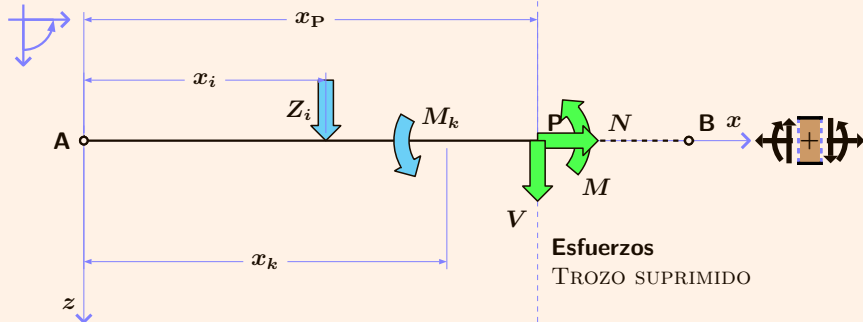 x_P
x_i
Z_i
M_k
A
P
N
B
x
M
V
x_k
Esfuerzos
TROZO SUPRIMIDO
z
+